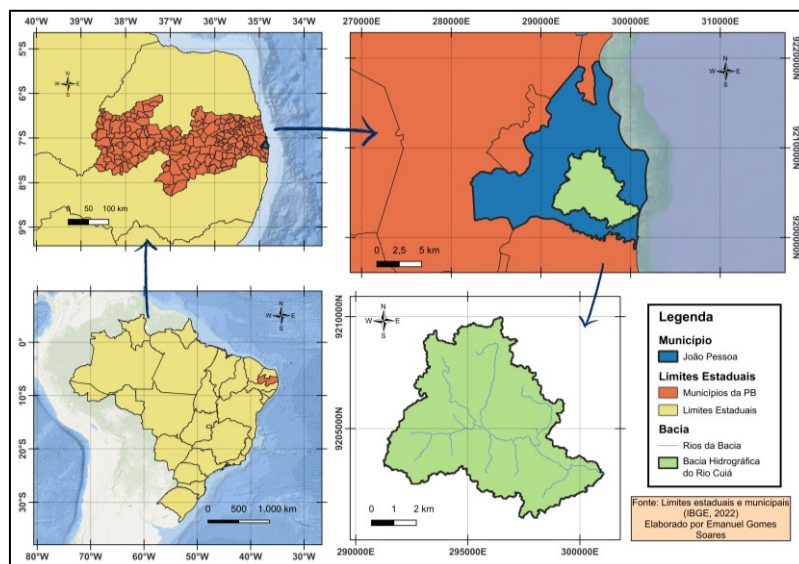 40°W 39°W 38°W 37°W 36°W 35°W 34°W
5°S
6°S
7°S
8°S
9°S
N
W E
S
0 50 100 km
270000E 280000E 290000E 300000E 310000E
9220000N
9210000N
9200000N
N
W E
S
0 2,5 5 km
0°
10°S
20°S
30°S
N
W E
S
0 500 1.000 km
80°W 70°W 60°W 50°W 40°W 30°W
9210000N
9205000N
N
W E
S
0 1 2 km
290000E 295000E 300000E
Legenda
Município
João Pessoa
Limites Estaduais
Municípios da PB
Limites Estaduais
Bacia
Rios da Bacia
Bacia Hidrográfica
do Rio Cuiá
Fonte: Limites estaduais e municipais
(IBGE, 2022)
Elaborado por Emanuel Gomes
Soares